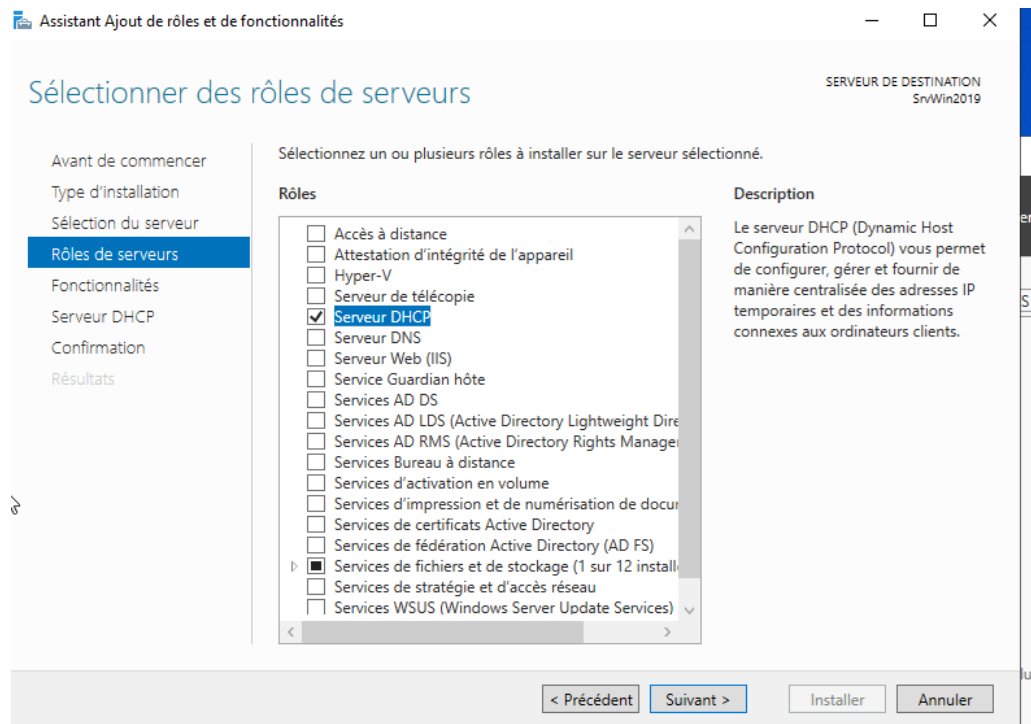 Assistant Ajout de rôles et de fonctionnalités
Sélectionner des rôles de serveurs
SERVEUR DE DESTINATION
SrvWin2019
Avant de commencer
Type d'installation
Sélection du serveur
Rôles de serveurs
Fonctionnalités
Serveur DHCP
Confirmation
Résultats
Sélectionnez un ou plusieurs rôles à installer sur le serveur sélectionné.
Rôles
Accès à distance
Attestation d'intégrité de l'appareil
Hyper-V
Serveur de télécopie
Serveur DHCP
Serveur DNS
Serveur Web (IIS)
Service Guardian hôte
Services AD DS
Services AD LDS (Active Directory Lightweight Dire
Services AD RMS (Active Directory Rights Manager
Services Bureau à distance
Services d'activation en volume
Services d'impression et de numérisation de docu
Services de certificats Active Directory
Services de fédération Active Directory (AD FS)
Services de fichiers et de stockage (1 sur 12 install
Services de stratégie et d'accès réseau
Services WSUS (Windows Server Update Services)
Description
Le serveur DHCP (Dynamic Host
Configuration Protocol) vous permet
de configurer, gérer et fournir de
manière centralisée des adresses IP
temporaires et des informations
connexes aux ordinateurs clients.
< Précédent
Suivant >
Installer
Annuler